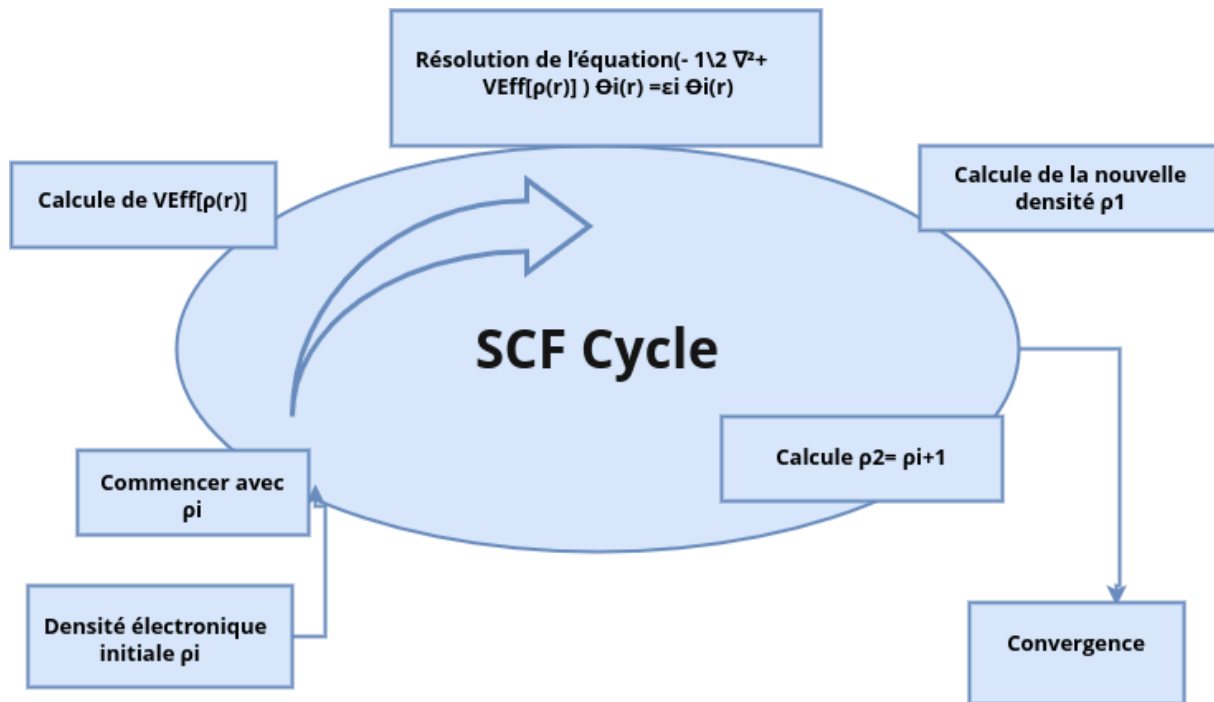 Résolution de l'équation(- 1\2 ∇²+
VEff[ρ(r)] ) ϴi(r) =εi ϴi(r)
Calcule de VEff[ρ(r)]
Calcule de la nouvelle
densité ρ1
SCF Cycle
Commencer avec
ρi
Calcule ρ2= ρi+1
Densité électronique
initiale ρi
Convergence